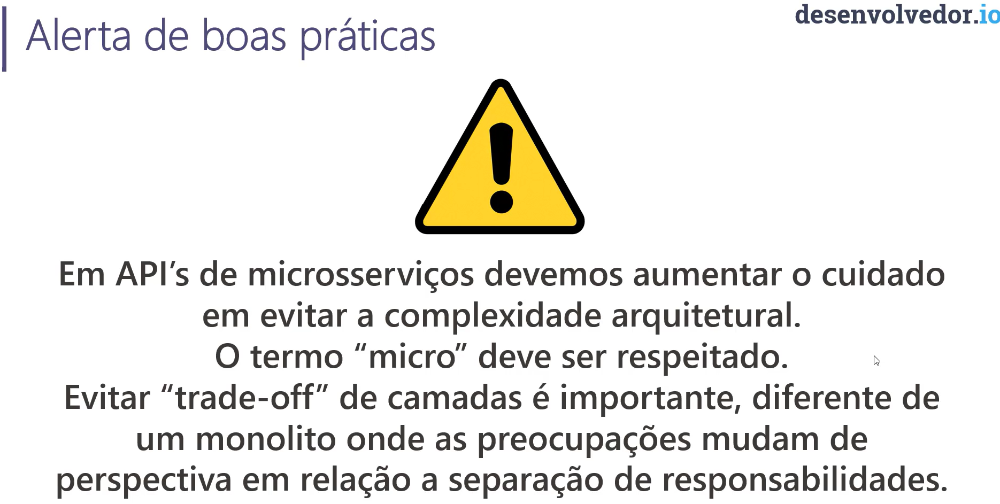 Alerta de boas práticas
desenvolvedor.io
Em API’s de microsserviços devemos aumentar o cuidado
em evitar a complexidade arquitetural.
O termo “micro” deve ser respeitado.
Evitar “trade-off” de camadas é importante, diferente de
um monolito onde as preocupações mudam de
perspectiva em relação a separação de responsabilidades.